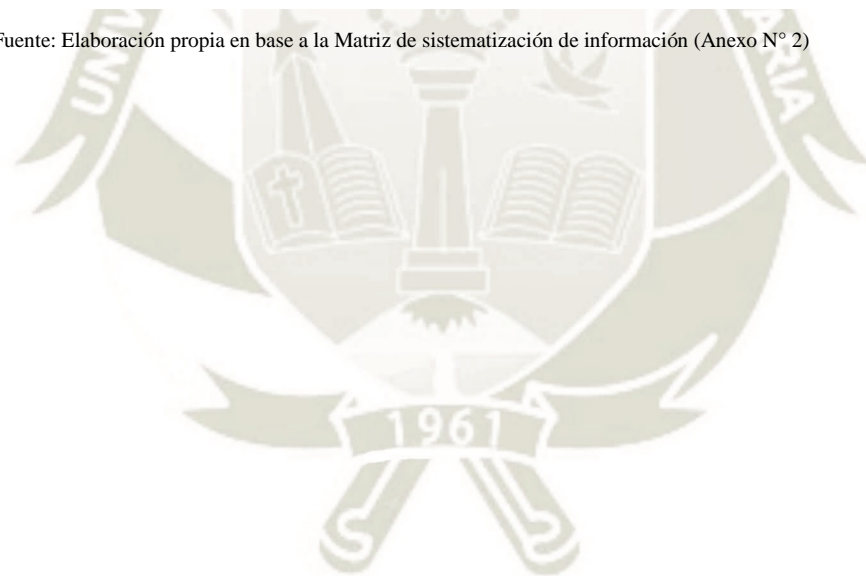 Fuente: Elaboración propia en base a la Matriz de sistematización de información (Anexo N° 2)
1961